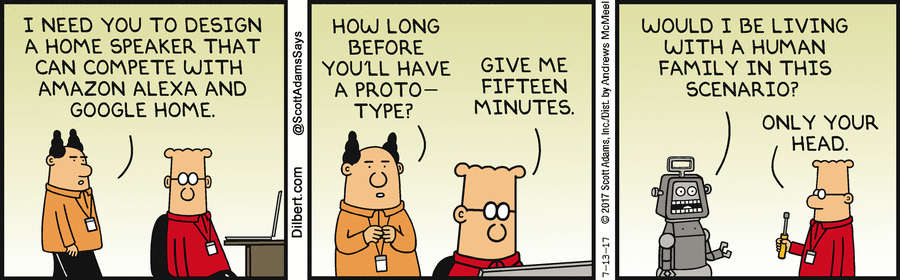 I NEED YOU TO DESIGN
A HOME SPEAKER THAT
CAN COMPETE WITH
AMAZON ALEXA AND
GOOGLE HOME.
Dilbert.com @ScottAdamsSays
HOW LONG
BEFORE
YOU'LL HAVE
A PROTO-
TYPE?
GIVE ME
FIFTEEN
MINUTES.
7-13-17 © 2017 Scott Adams, Inc./Dist. by Andrews McMeel
WOULD I BE LIVING
WITH A HUMAN
FAMILY IN THIS
SCENARIO?
ONLY YOUR
HEAD.